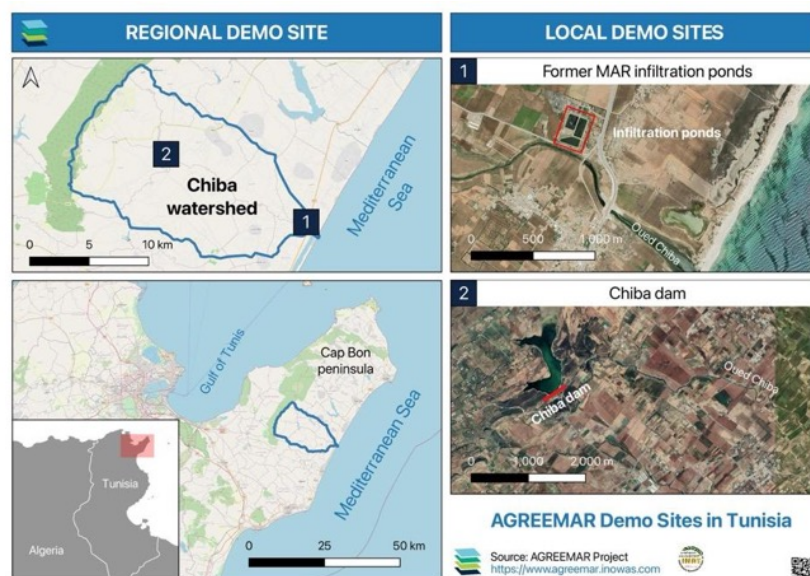 REGIONAL DEMO SITE
2
Chiba
watershed
1
Mediterranean
Sea
0 5 10 km
Gulf of Tunis
Cap Bon
peninsula
Mediterranean Sea
Tunisia
Algeria
0 25 50 km
LOCAL DEMO SITES
1 Former MAR infiltration ponds
Infiltration ponds
Oued Chiba
0 500 1,000 m
2 Chiba dam
Oued Chiba
Chiba dam
0 1,000 2,000 m
AGREEMAR Demo Sites in Tunisia
Source: AGREEMAR Project
https://www.agreemar.inowas.com